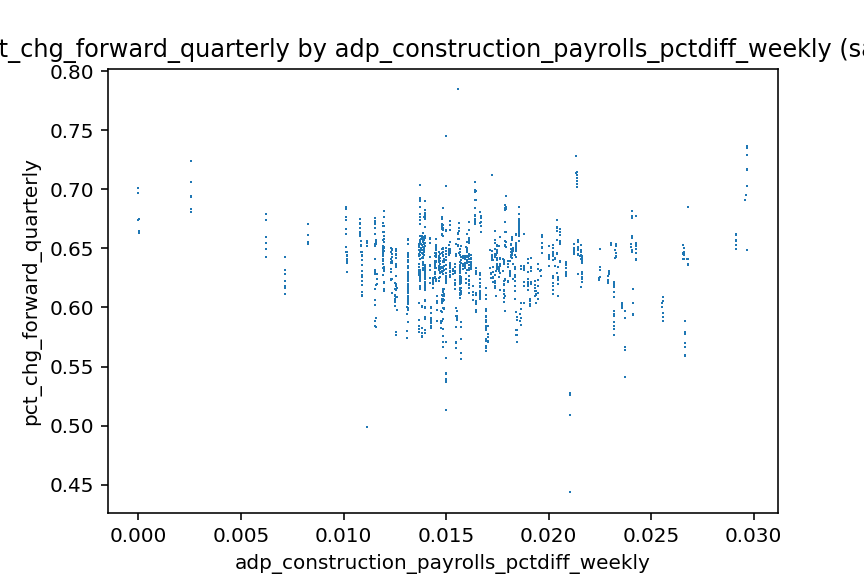 t_chg_forward_quarterly by adp_construction_payrolls_pctdiff_weekly (sa
0.80
0.75
0.70
0.65
0.60
0.55
0.50
0.45
pct_chg_forward_quarterly
0.000 0.005 0.010 0.015 0.020 0.025 0.030
adp_construction_payrolls_pctdiff_weekly